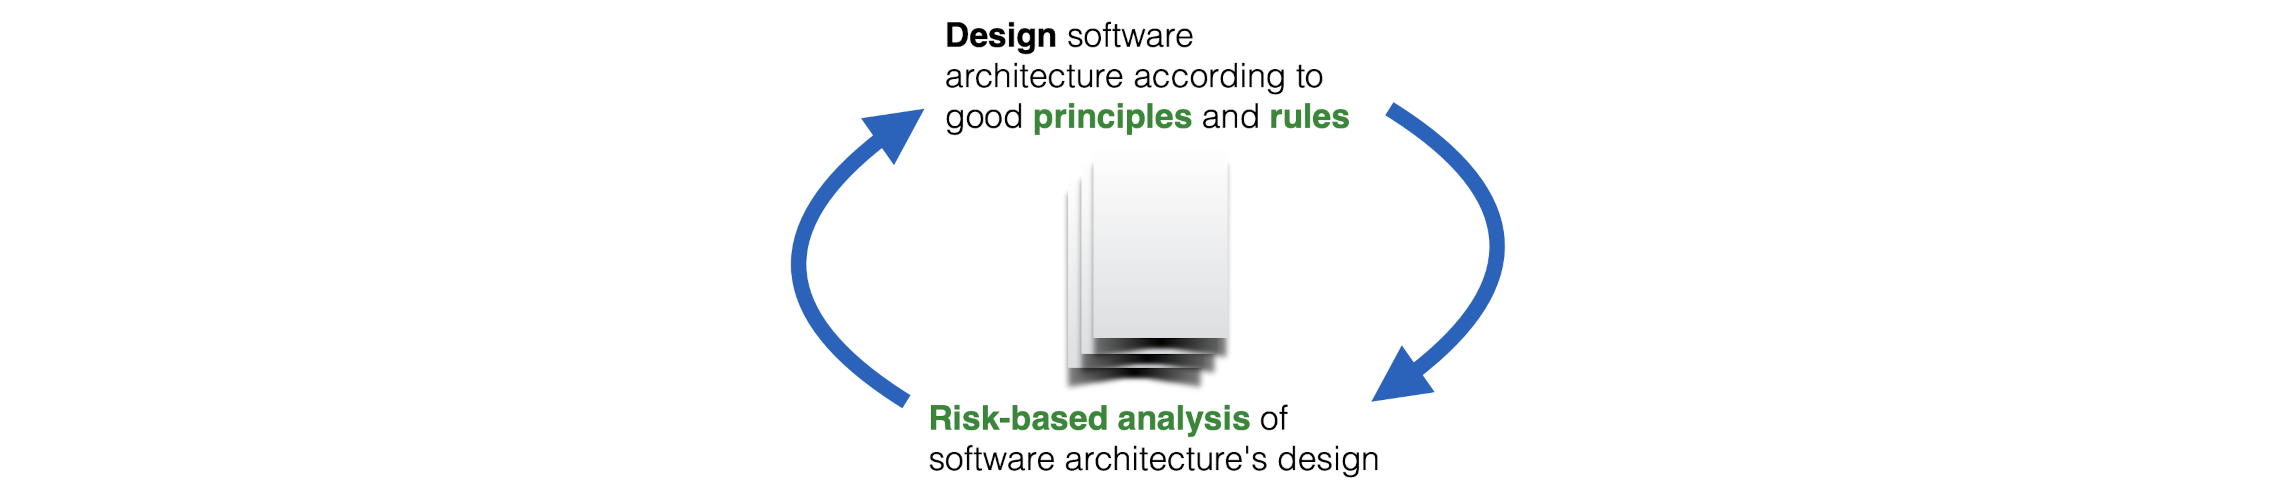 Design software
architecture according to
good principles and rules
Risk-based analysis of
software architecture's design